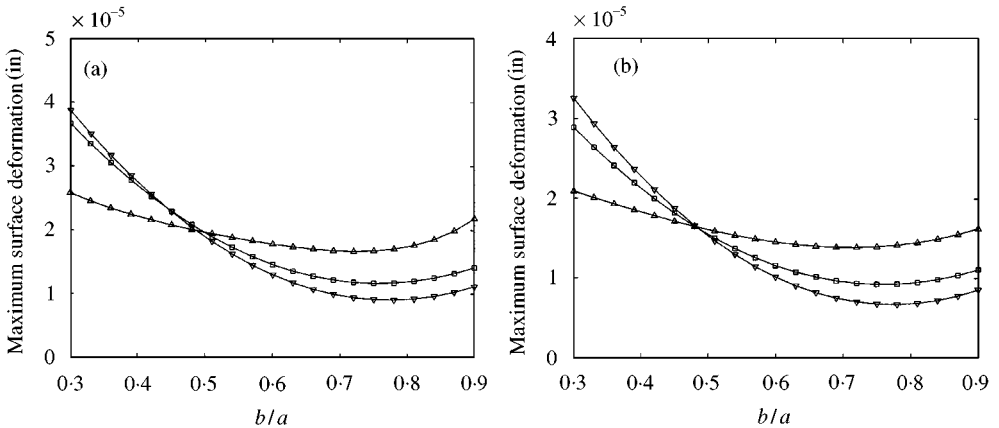 × 10⁻⁵
5
4
3
2
1
0
(a)
Maximum surface deformation (in)
0·3 0·4 0·5 0·6 0·7 0·8 0·9
b/a
× 10⁻⁵
4
3
2
1
0
(b)
Maximum surface deformation (in)
0·3 0·4 0·5 0·6 0·7 0·8 0·9
b/a